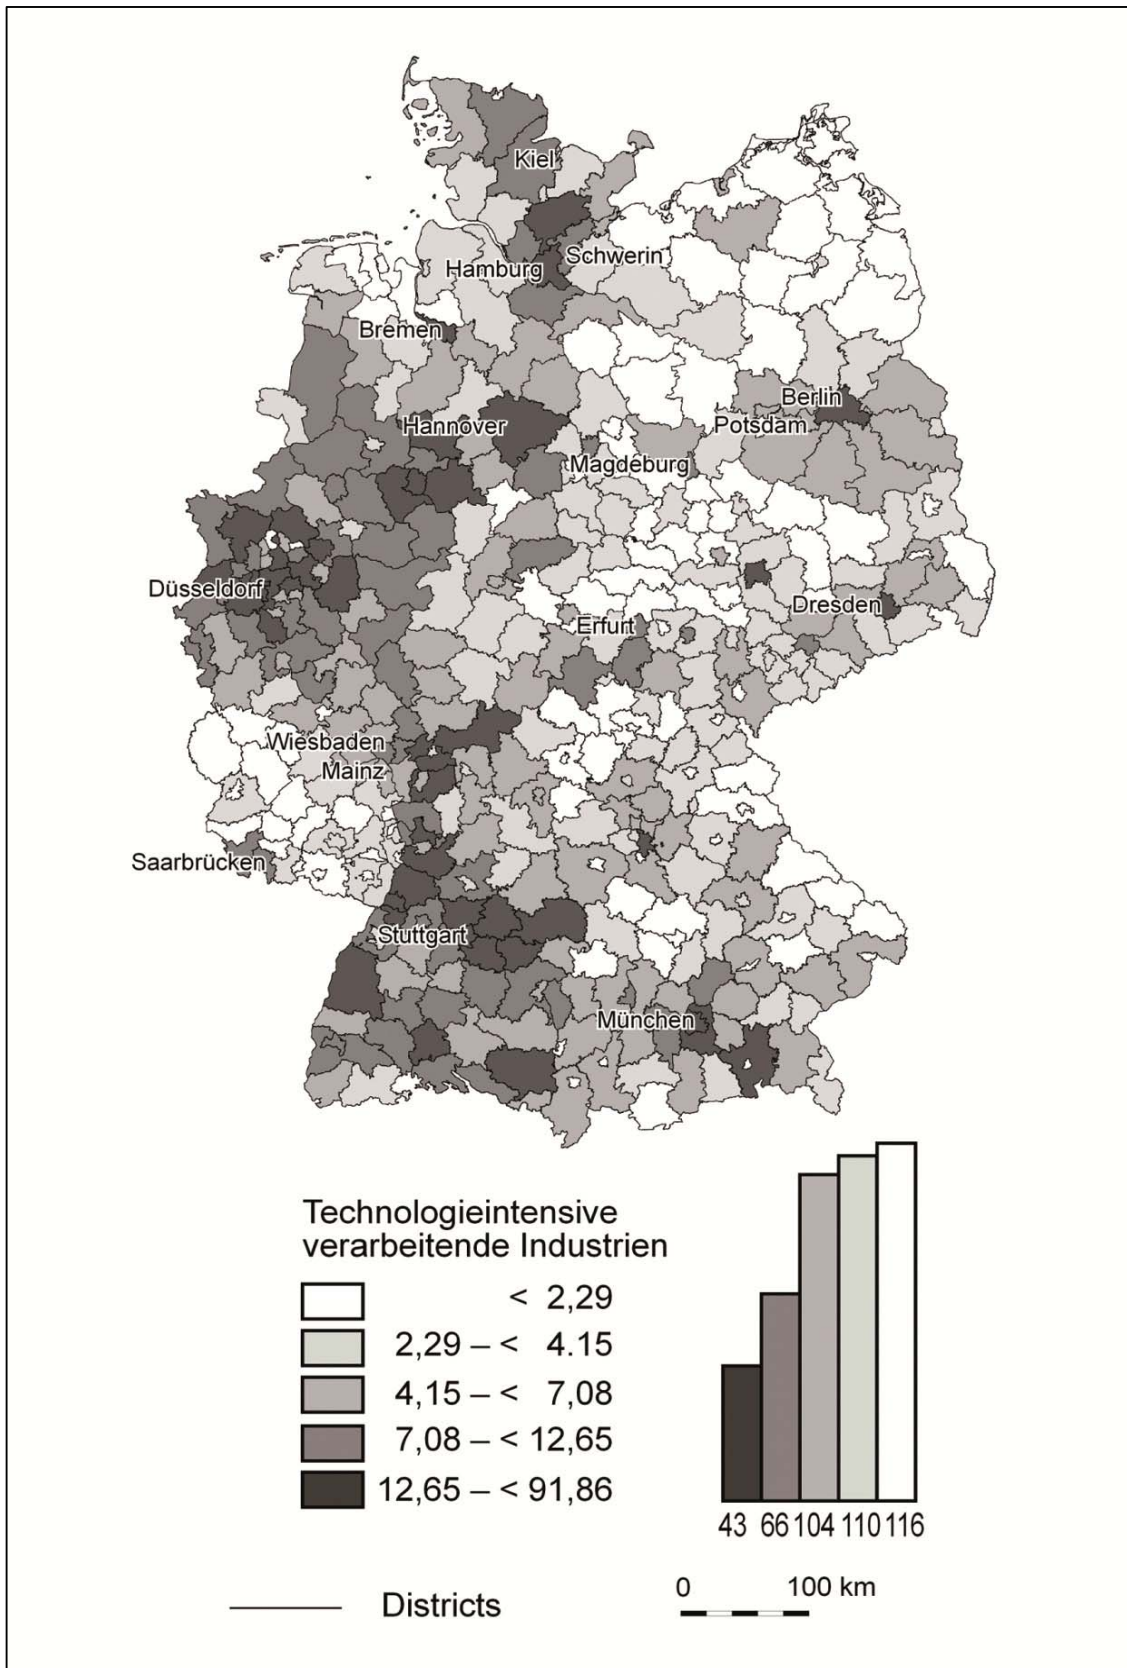 Kiel
Schwerin
Hamburg
Bremen
Berlin
Hannover
Potsdam
Magdeburg
Düsseldorf
Dresden
Erfurt
Wiesbaden
Mainz
Saarbrücken
Stuttgart
München
Technologieintensive
verarbeitende Industrien
< 2,29
2,29 – < 4.15
4,15 – < 7,08
7,08 – < 12,65
12,65 – < 91,86
43 66 104 110 116
Districts
0 100 km